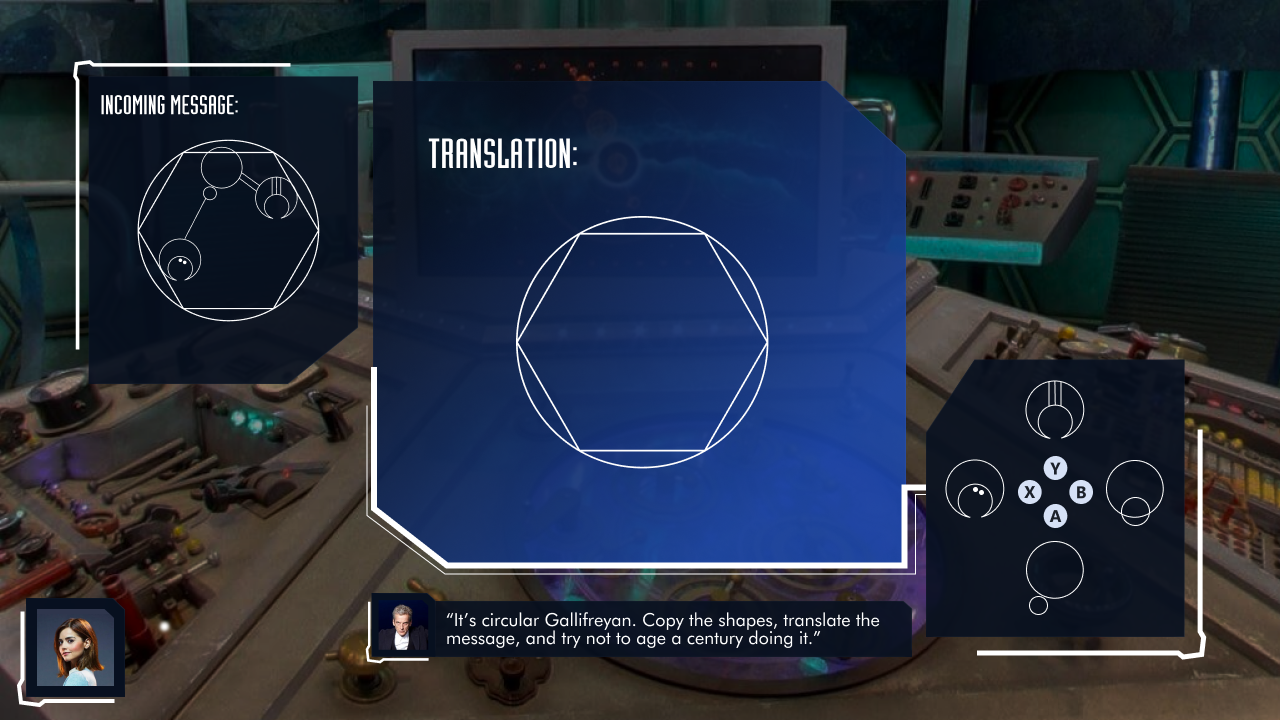 INCOMING MESSAGE:
TRANSLATION:
Y
X B
A
“It’s circular Gallifreyan. Copy the shapes, translate the
message, and try not to age a century doing it.”